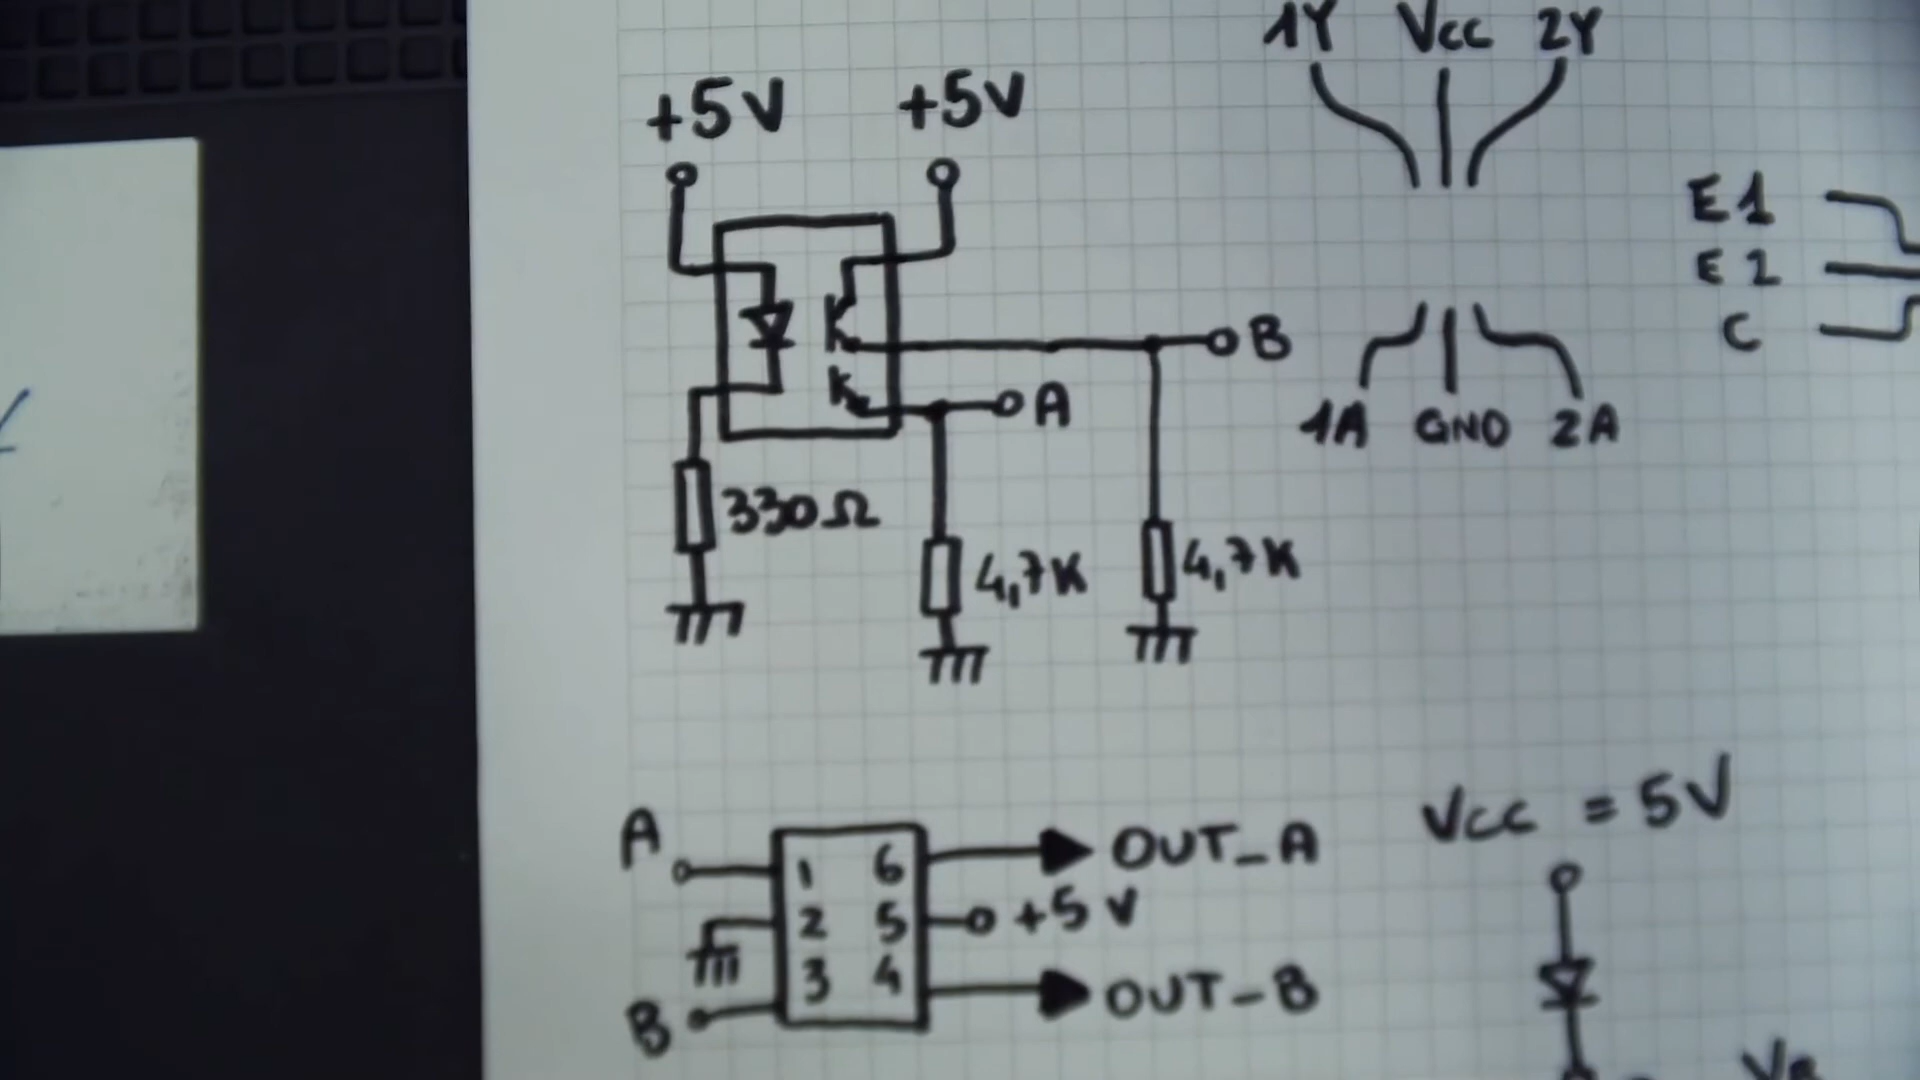 1Y Vcc 2Y
+5V +5V
E1
E2
C
B
A
1A GND 2A
330Ω
4,7K 4,7K
Vcc = 5V
A
1 6 OUT_A
2 5 +5V
3 4 OUT_B
B